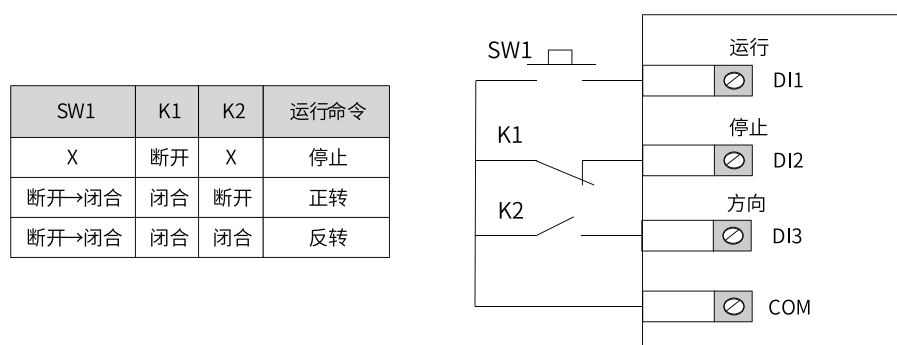 SW1 K1 K2 运行命令
X 断开 X 停止
断开→闭合 闭合 断开 正转
断开→闭合 闭合 闭合 反转
运行
SW1
DI1
停止
K1
DI2
方向
K2
DI3
COM